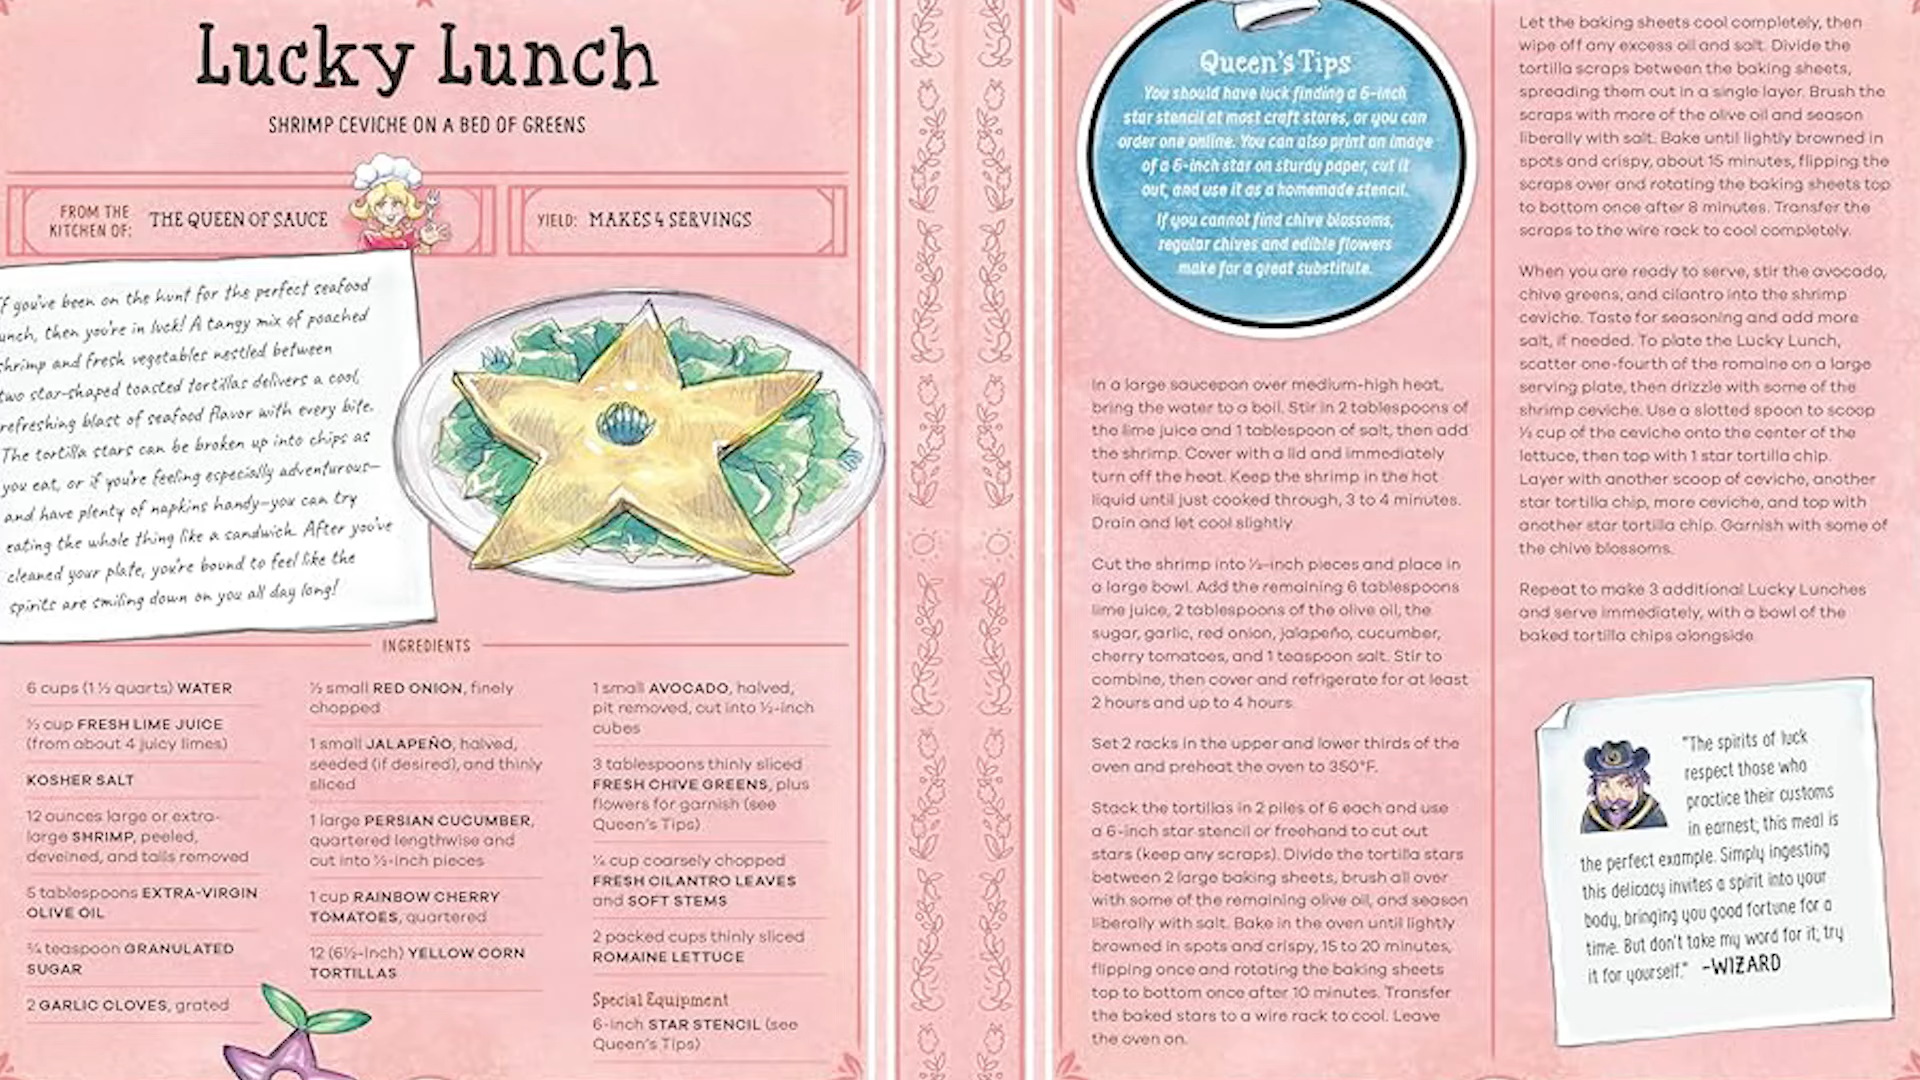 Lucky Lunch
SHRIMP CEVICHE ON A BED OF GREENS
FROM THE
KITCHEN OF:
THE QUEEN OF SAUCE
YIELD: MAKES 4 SERVINGS
f you've been on the hunt for the perfect seafood
unch, then you're in luck! A tangy mix of poached
shrimp and fresh vegetables nestled between
two star-shaped toasted tortillas delivers a cool,
refreshing blast of seafood flavor with every bite.
The tortilla stars can be broken up into chips as
you eat, or if you're feeling especially adventurous—
and have plenty of napkins handy—you can try
eating the whole thing like a sandwich. After you've
cleaned your plate, you're bound to feel like the
spirits are smiling down on you all day long!
INGREDIENTS
6 cups (1 ½ quarts) WATER
½ cup FRESH LIME JUICE
(from about 4 juicy limes)
KOSHER SALT
12 ounces large or extra-
large SHRIMP, peeled,
deveined, and tails removed
5 tablespoons EXTRA-VIRGIN
OLIVE OIL
teaspoon GRANULATED
SUGAR
2 GARLIC CLOVES, grated
½ small RED ONION, finely
chopped
1 small JALAPEÑO, halved,
seeded (if desired), and thinly
sliced
1 large PERSIAN CUCUMBER,
quartered lengthwise and
cut into ½-inch pieces
1 cup RAINBOW CHERRY
TOMATOES, quartered
12 (6½-inch) YELLOW CORN
TORTILLAS
1 small AVOCADO, halved,
pit removed, cut into ½-inch
cubes
3 tablespoons thinly sliced
FRESH CHIVE GREENS, plus
flowers for garnish (see
Queen's Tips)
¼ cup coarsely chopped
FRESH CILANTRO LEAVES
and SOFT STEMS
2 packed cups thinly sliced
ROMAINE LETTUCE
Special Equipment
6-inch STAR STENCIL (see
Queen's Tips)
Queen's Tips
You should have luck finding a 6-inch
star stencil at most craft stores, or you can
order one online. You can also print an image
of a 6-inch star on sturdy paper, cut it
out, and use it as a homemade stencil.
If you cannot find chive blossoms,
regular chives and edible flowers
make for a great substitute.
In a large saucepan over medium-high heat,
bring the water to a boil. Stir in 2 tablespoons of
the lime juice and 1 tablespoon of salt, then add
the shrimp. Cover with a lid and immediately
turn off the heat. Keep the shrimp in the hot
liquid until just cooked through, 3 to 4 minutes.
Drain and let cool slightly.
Cut the shrimp into ½-inch pieces and place in
a large bowl. Add the remaining 6 tablespoons
lime juice, 2 tablespoons of the olive oil, the
sugar, garlic, red onion, jalapeño, cucumber,
cherry tomatoes, and 1 teaspoon salt. Stir to
combine, then cover and refrigerate for at least
2 hours and up to 4 hours.
Set 2 racks in the upper and lower thirds of the
oven and preheat the oven to 350°F.
Stack the tortillas in 2 piles of 6 each and use
a 6-inch star stencil or freehand to cut out
stars (keep any scraps). Divide the tortilla stars
between 2 large baking sheets, brush all over
with some of the remaining olive oil, and season
liberally with salt. Bake in the oven until lightly
browned in spots and crispy, 15 to 20 minutes,
flipping once and rotating the baking sheets
top to bottom once after 10 minutes. Transfer
the baked stars to a wire rack to cool. Leave
the oven on.
Let the baking sheets cool completely, then
wipe off any excess oil and salt. Divide the
tortilla scraps between the baking sheets,
spreading them out in a single layer. Brush the
scraps with more of the olive oil and season
liberally with salt. Bake until lightly browned in
spots and crispy, about 15 minutes, flipping the
scraps over and rotating the baking sheets top
to bottom once after 8 minutes. Transfer the
scraps to the wire rack to cool completely.
When you are ready to serve, stir the avocado,
chive greens, and cilantro into the shrimp
ceviche. Taste for seasoning and add more
salt, if needed. To plate the Lucky Lunch,
scatter one-fourth of the romaine on a large
serving plate, then drizzle with some of the
shrimp ceviche. Use a slotted spoon to scoop
cup of the ceviche onto the center of the
lettuce, then top with 1 star tortilla chip.
Layer with another scoop of ceviche, another
star tortilla chip, more ceviche, and top with
another star tortilla chip. Garnish with some of
the chive blossoms.
Repeat to make 3 additional Lucky Lunches
and serve immediately, with a bowl of the
baked tortilla chips alongside.
"The spirits of luck
respect those who
practice their customs
in earnest; this meal is
the perfect example. Simply ingesting
this delicacy invites a spirit into your
body, bringing you good fortune for a
time. But don't take my word for it; try
it for yourself." –WIZARD